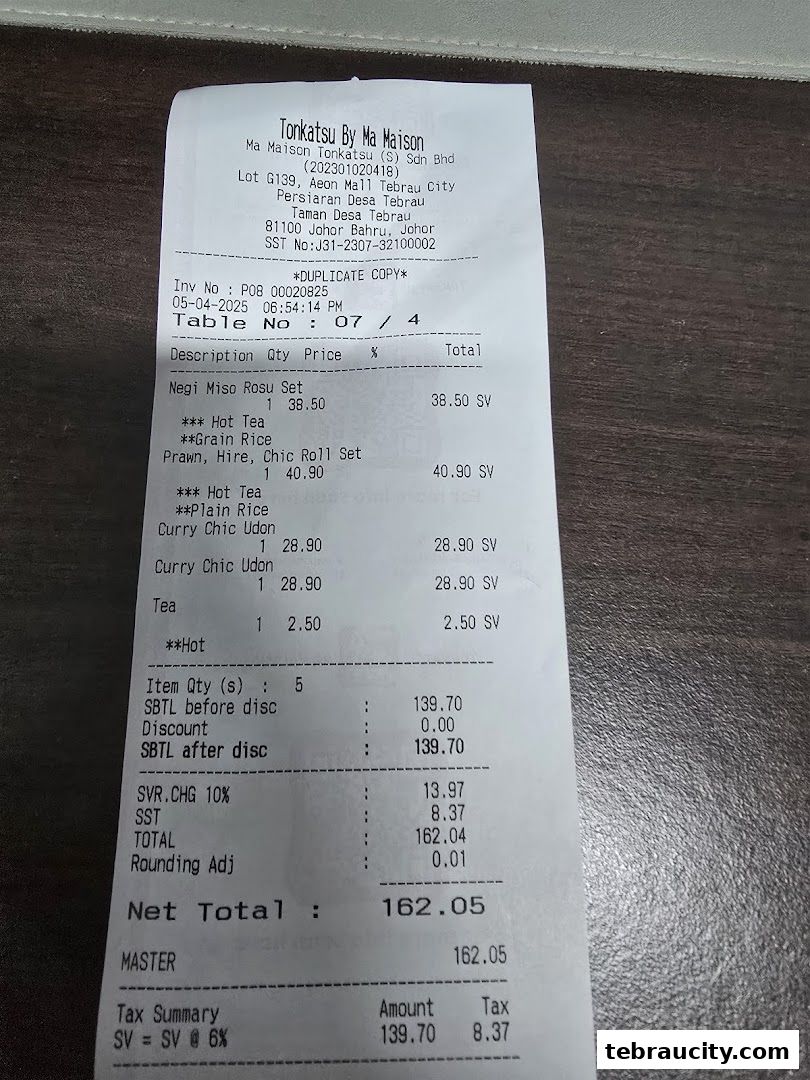 Tonkatsu By Ma Maison
Ma Maison Tonkatsu (S) Sdn Bhd
(202301020418)
Lot G139, Aeon Mall Tebrau City
Persiaran Desa Tebrau
Taman Desa Tebrau
81100 Johor Bahru, Johor
SST No:J31-2307-32100002
*DUPLICATE COPY*
Inv No : P08 00020825
05-04-2025 06:54:14 PM
Table No : 07 / 4
Description Qty Price % Total
Negi Miso Rosu Set
1 38.50 38.50 SV
*** Hot Tea
**Grain Rice
Prawn, Hire, Chic Roll Set
1 40.90 40.90 SV
*** Hot Tea
**Plain Rice
Curry Chic Udon
1 28.90 28.90 SV
Curry Chic Udon
1 28.90 28.90 SV
Tea
1 2.50 2.50 SV
**Hot
Item Qty (s) : 5
SBTL before disc : 139.70
Discount : 0.00
SBTL after disc : 139.70
SVR.CHG 10% : 13.97
SST : 8.37
TOTAL : 162.04
Rounding Adj : 0.01
Net Total : 162.05
MASTER 162.05
Tax Summary Amount Tax
SV = SV @ 6% 139.70 8.37
tebraucity.com